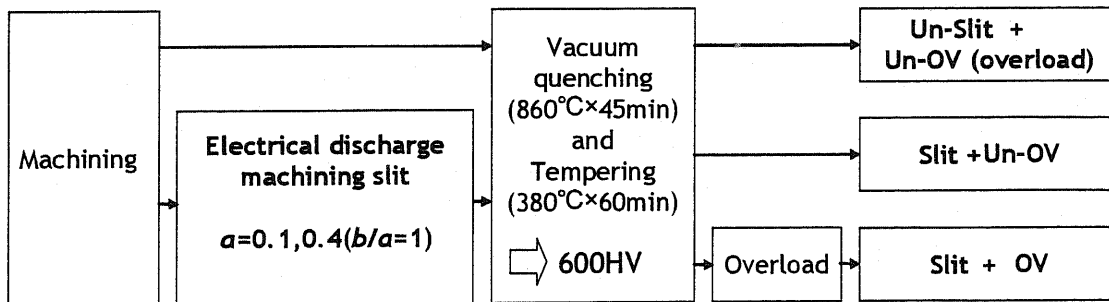 Machining
Electrical discharge
machining slit
a=0.1,0.4(b/a=1)
Vacuum
quenching
(860°C×45min)
and
Tempering
(380°C×60min)
600HV
Overload
Un-Slit +
Un-OV (overload)
Slit +Un-OV
Slit + OV